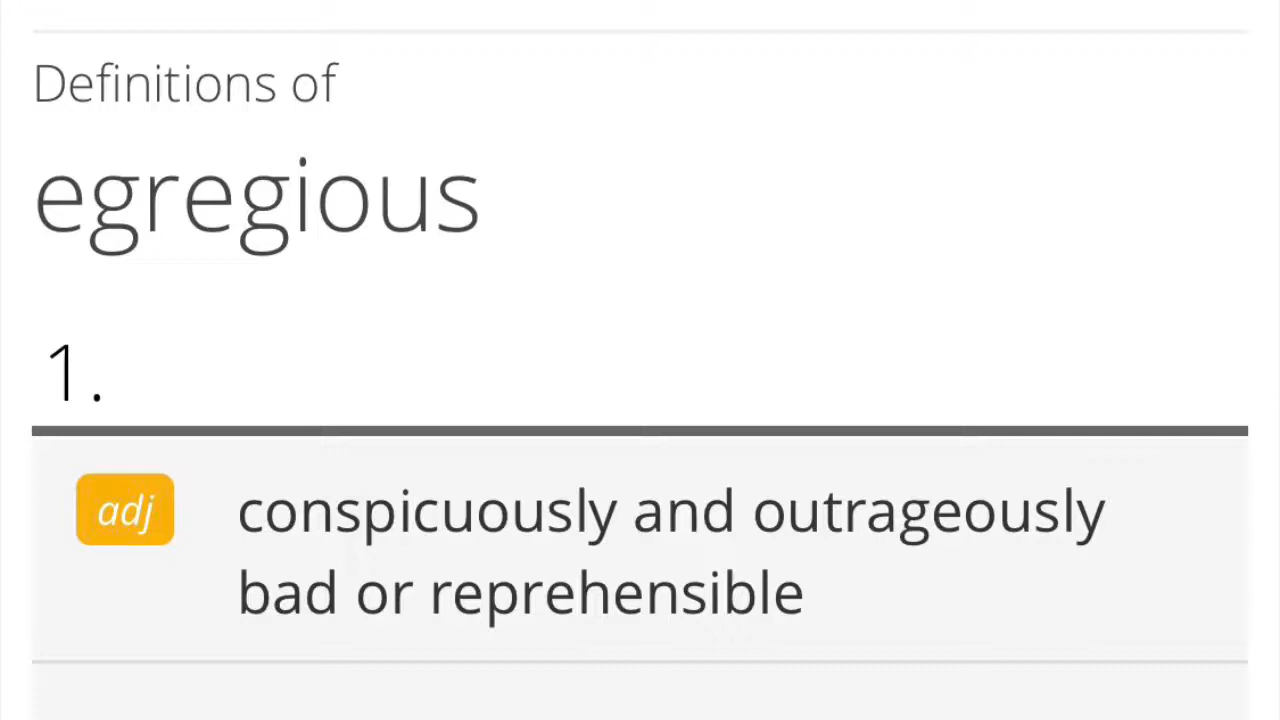 Definitions of
egregious
1.
adj conspicuously and outrageously
bad or reprehensible